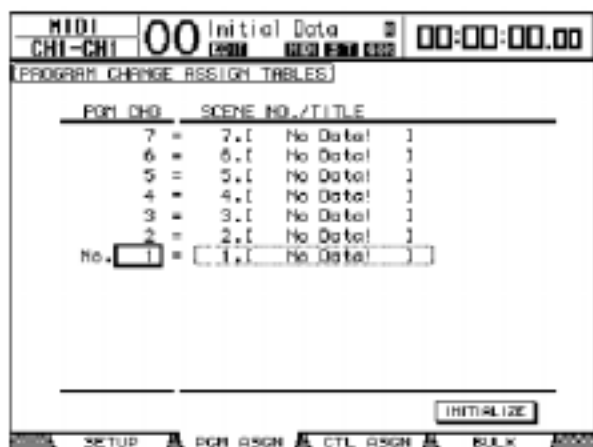 MIDI
CH1-CH1
00 Initial Data
EDIT MIDI
00:00:00.00
PROGRAM CHANGE ASSIGN TABLES
PGM CHG SCENE NO./TITLE
7 = 7.[ No Data! ]
6 = 6.[ No Data! ]
5 = 5.[ No Data! ]
4 = 4.[ No Data! ]
3 = 3.[ No Data! ]
2 = 2.[ No Data! ]
No. 1 = 1.[ No Data! ]
INITIALIZE
SETUP PGM ASGN CTL ASGN BULK